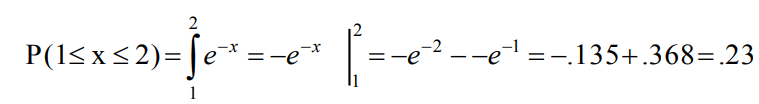 P(1≤ x ≤ 2)=∫₁² e⁻ˣ = −e⁻ˣ |₁² = −e⁻² − −e⁻¹ = −.135+.368=.23